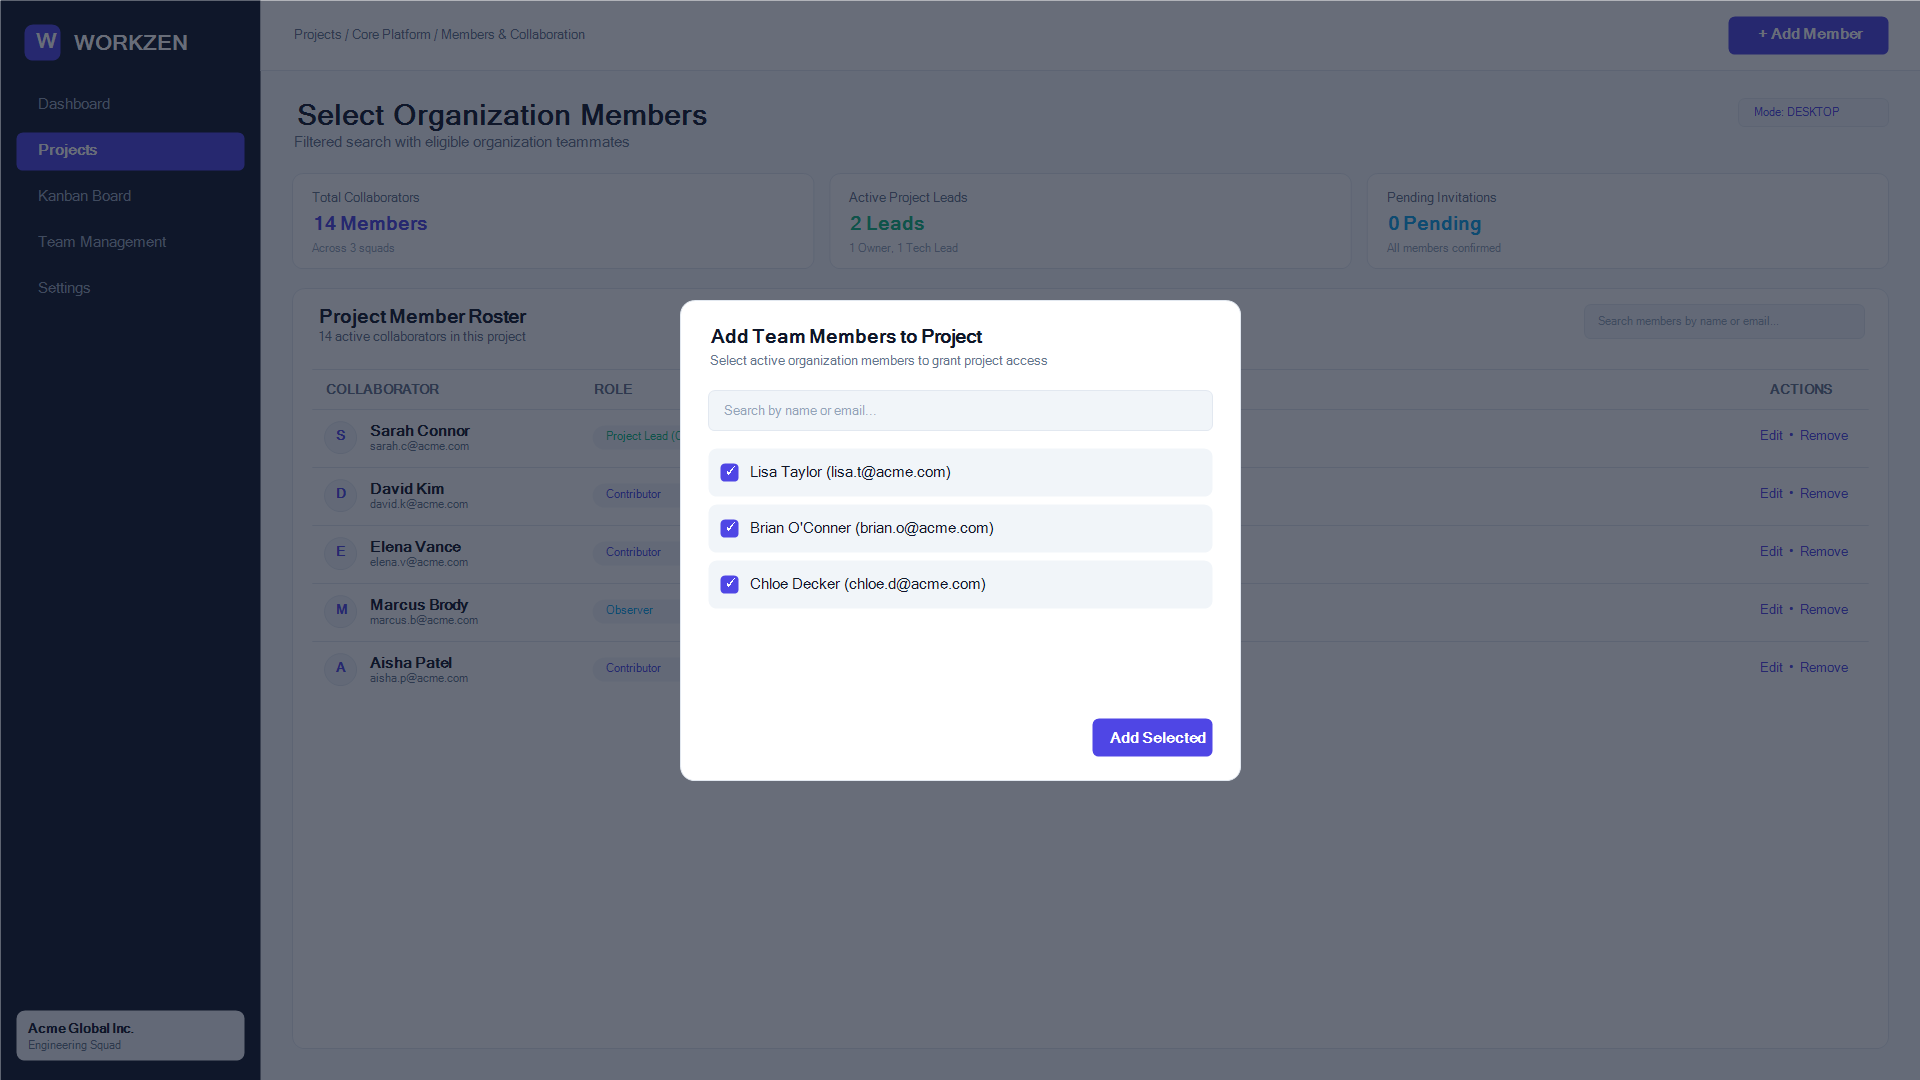 W WORKZEN
Dashboard
Projects
Kanban Board
Team Management
Settings
Acme Global Inc.
Engineering Squad
Projects / Core Platform / Members & Collaboration
+ Add Member
Select Organization Members
Filtered search with eligible organization teammates
Mode: DESKTOP
Total Collaborators
14 Members
Across 3 squads
Active Project Leads
2 Leads
1 Owner, 1 Tech Lead
Pending Invitations
0 Pending
All members confirmed
Project Member Roster
14 active collaborators in this project
Search members by name or email...
COLLABORATOR ROLE ACTIONS
S Sarah Connor Project Lead (O Edit • Remove
sarah.c@acme.com
D David Kim Contributor Edit • Remove
david.k@acme.com
E Elena Vance Contributor Edit • Remove
elena.v@acme.com
M Marcus Brody Observer Edit • Remove
marcus.b@acme.com
A Aisha Patel Contributor Edit • Remove
aisha.p@acme.com
Add Team Members to Project
Select active organization members to grant project access
Search by name or email...
✓ Lisa Taylor (lisa.t@acme.com)
✓ Brian O'Conner (brian.o@acme.com)
✓ Chloe Decker (chloe.d@acme.com)
Add Selected